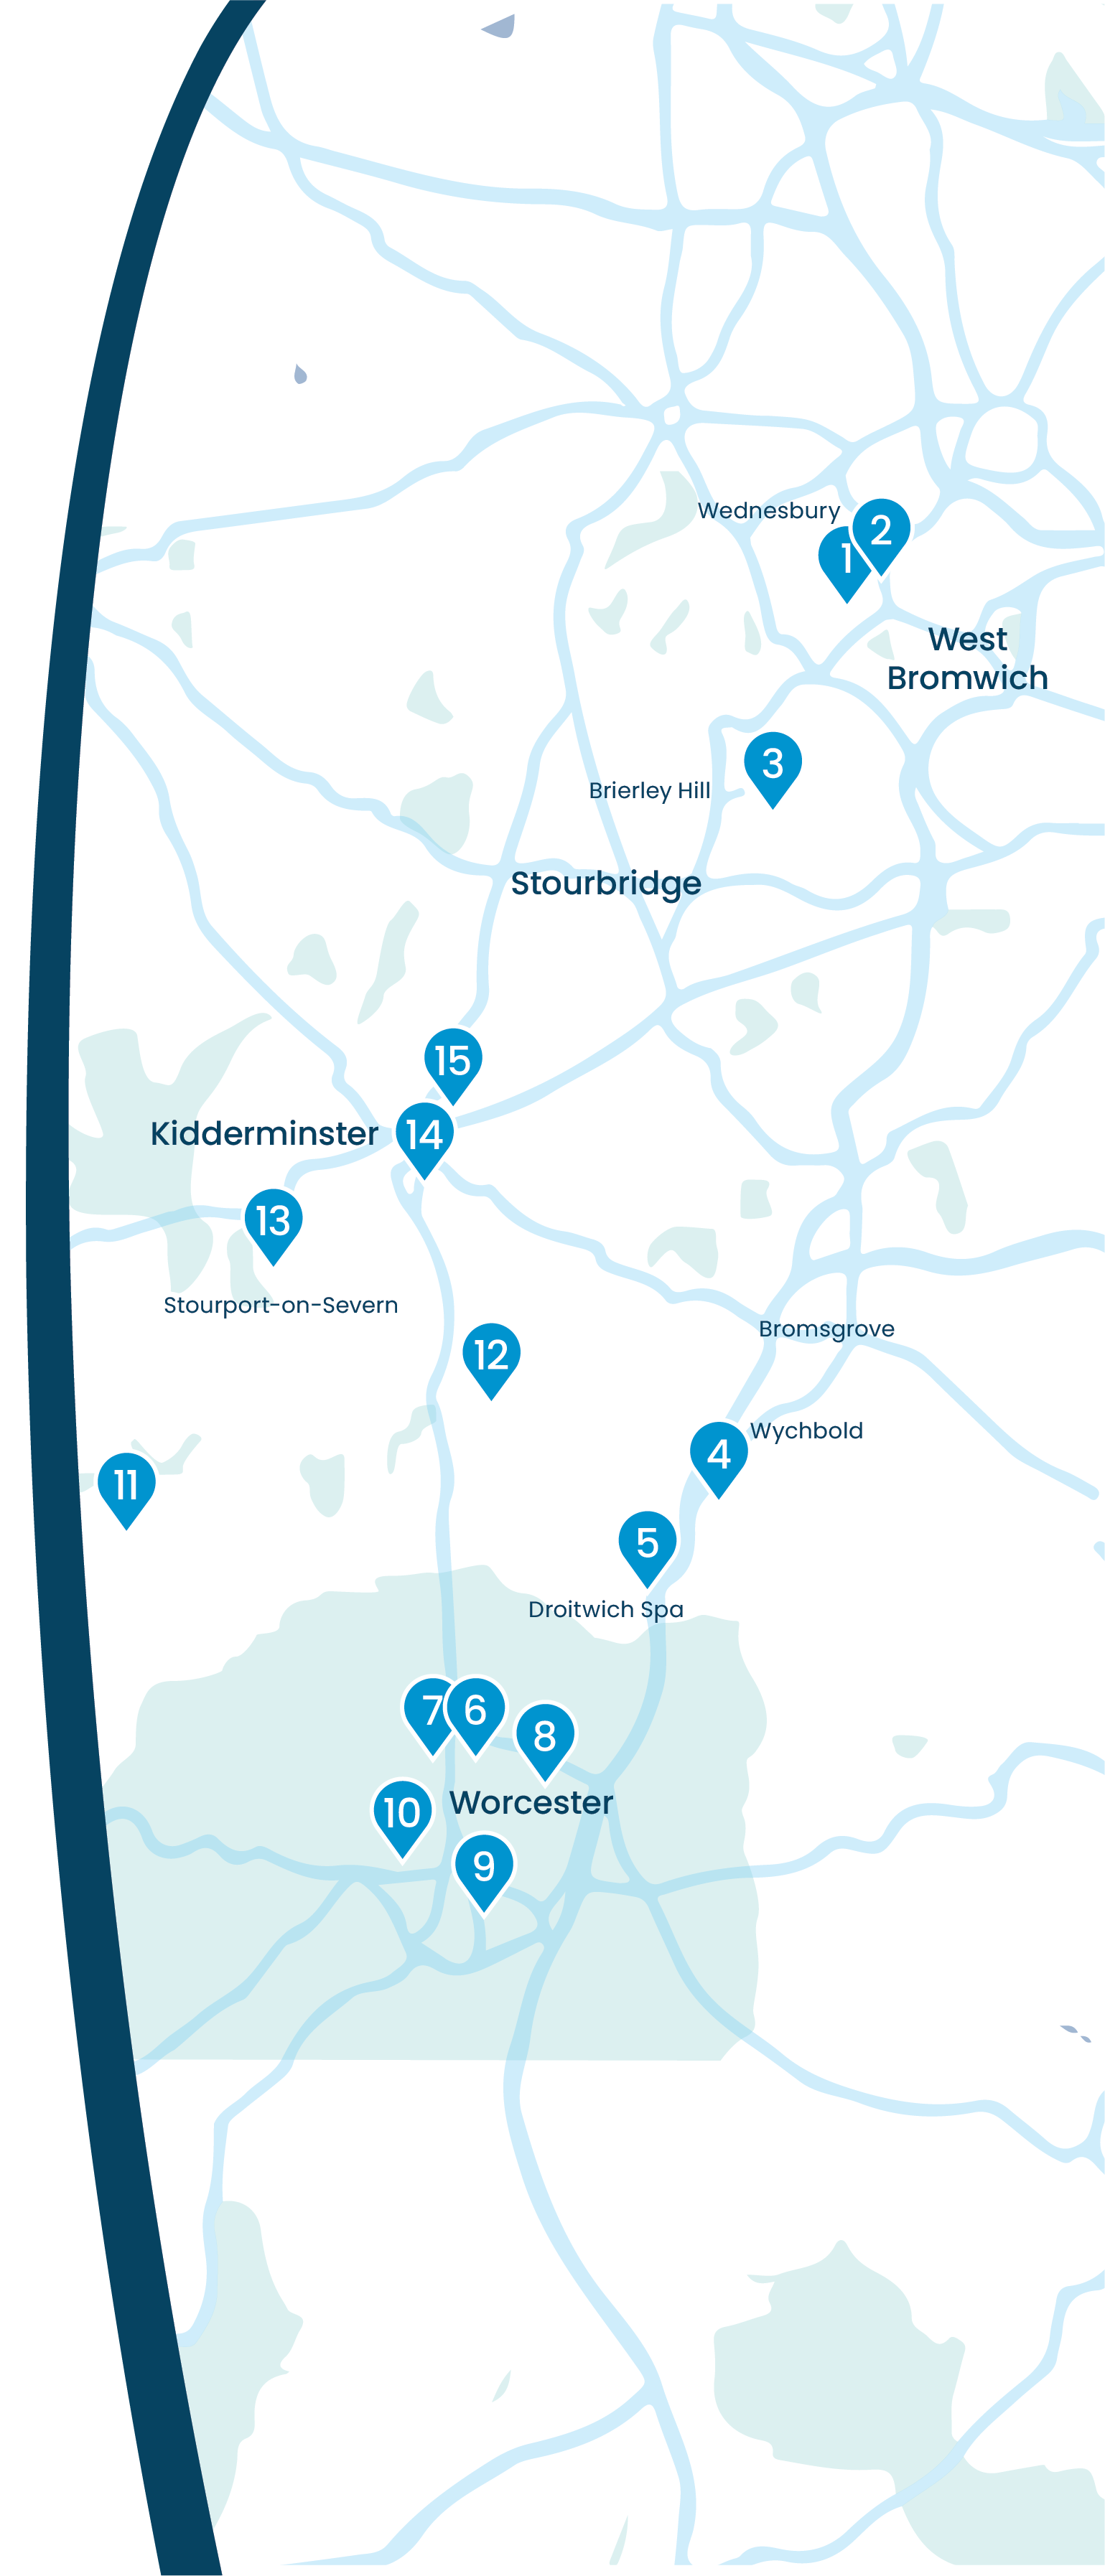 Wednesbury
2
1
West
Bromwich
3
Brierley Hill
Stourbridge
15
Kidderminster
14
13
Stourport-on-Severn
Bromsgrove
12
Wychbold
4
11
5
Droitwich Spa
7
6
8
Worcester
10
9